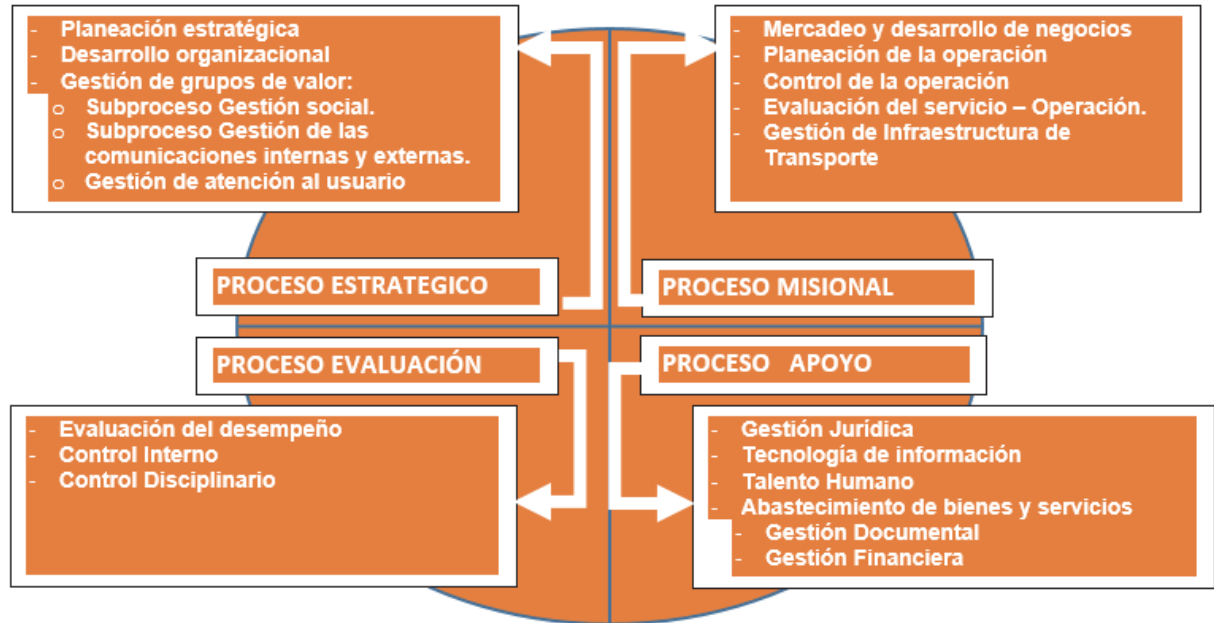 - Planeación estratégica
- Desarrollo organizacional
- Gestión de grupos de valor:
o Subproceso Gestión social.
o Subproceso Gestión de las
comunicaciones internas y externas.
o Gestión de atención al usuario
- Mercadeo y desarrollo de negocios
- Planeación de la operación
- Control de la operación
- Evaluación del servicio – Operación.
- Gestión de Infraestructura de
Transporte
PROCESO ESTRATEGICO
PROCESO MISIONAL
PROCESO EVALUACIÓN
PROCESO APOYO
- Evaluación del desempeño
- Control Interno
- Control Disciplinario
- Gestión Jurídica
- Tecnología de información
- Talento Humano
- Abastecimiento de bienes y servicios
- Gestión Documental
- Gestión Financiera